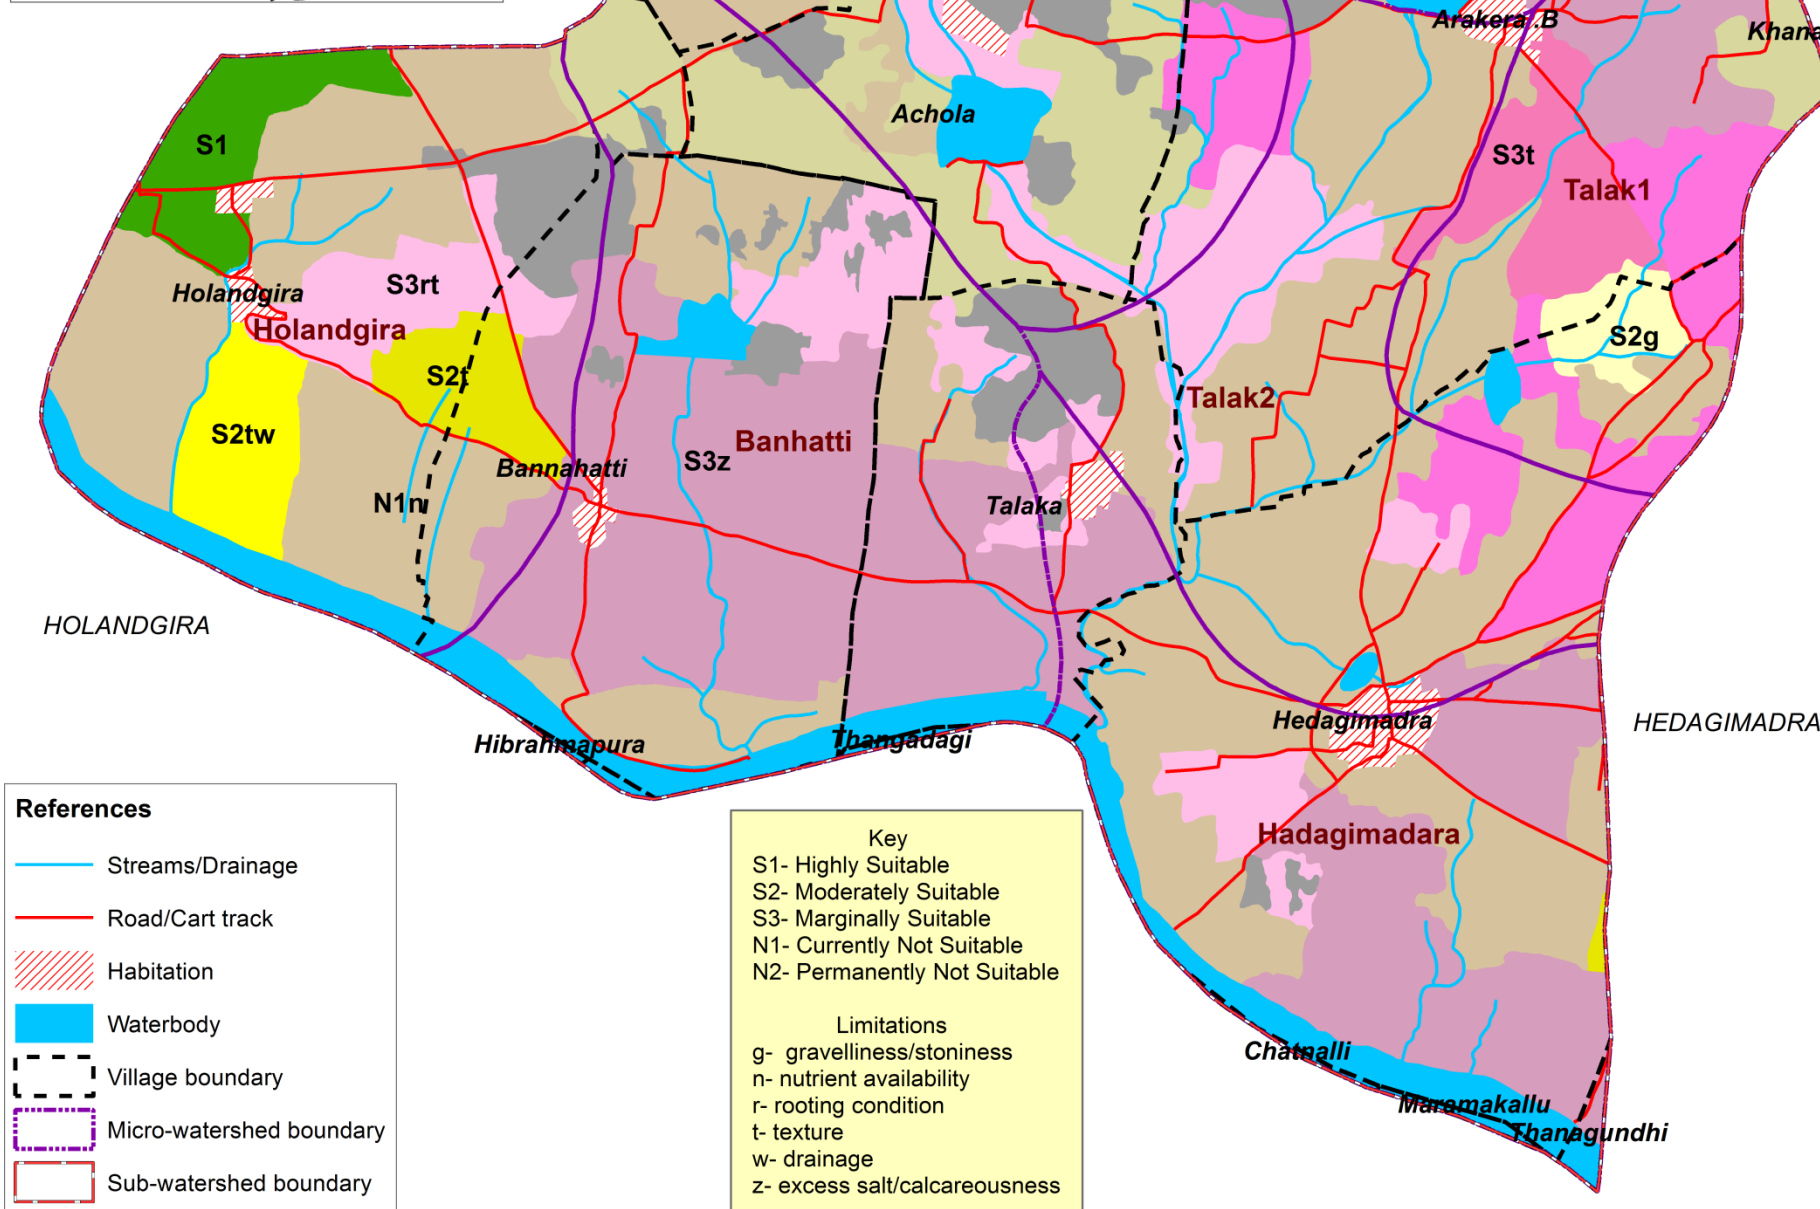 Arakera .B
Khana
Achola
S1
S3t
Talak1
S3rt
Holandgira
Holandgira
S2g
S2t
Talak2
S2tw
Banhatti
S3z
Bannahatti
N1n
Talaka
HOLANDGIRA
Hedagimadra
HEDAGIMADRA
Hibrahmapura
Thangadagi
Hadagimadara
Chatnalli
Maramakallu
Thanagundhi
References
Streams/Drainage
Road/Cart track
Habitation
Waterbody
Village boundary
Micro-watershed boundary
Sub-watershed boundary
Key
S1- Highly Suitable
S2- Moderately Suitable
S3- Marginally Suitable
N1- Currently Not Suitable
N2- Permanently Not Suitable
Limitations
g- gravelliness/stoniness
n- nutrient availability
r- rooting condition
t- texture
w- drainage
z- excess salt/calcareousness